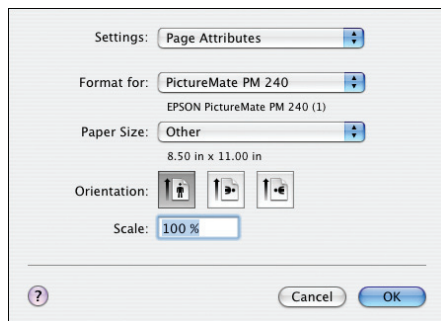 Settings: Page Attributes
Format for: PictureMate PM 240
EPSON PictureMate PM 240 (1)
Paper Size: Other
8.50 in x 11.00 in
Orientation:
Scale: 100 %
? Cancel OK